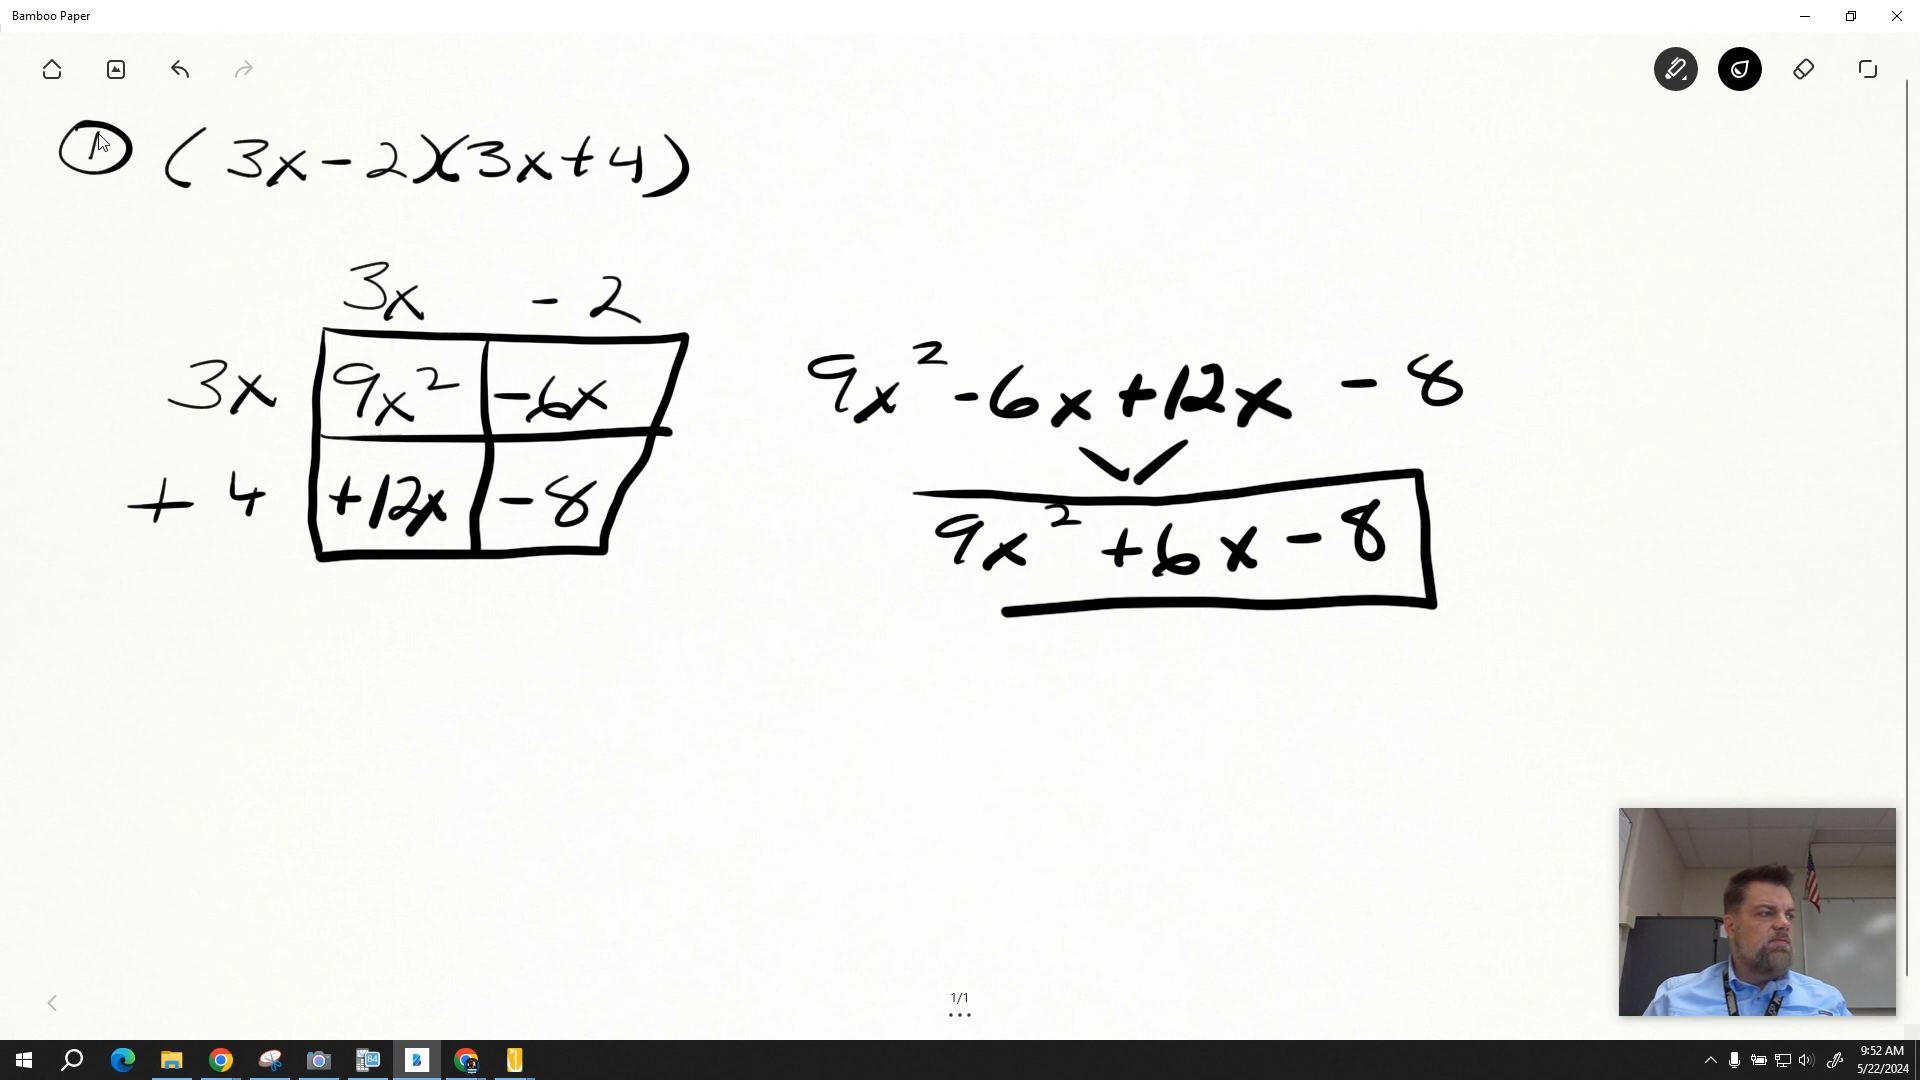 Bamboo Paper
1 (3x-2)(3x+4)
3x - 2
3x 9x² -6x
+ 4 +12x -8
9x² -6x +12x - 8
9x² +6x - 8
1/1
84
9:52 AM
5/22/2024